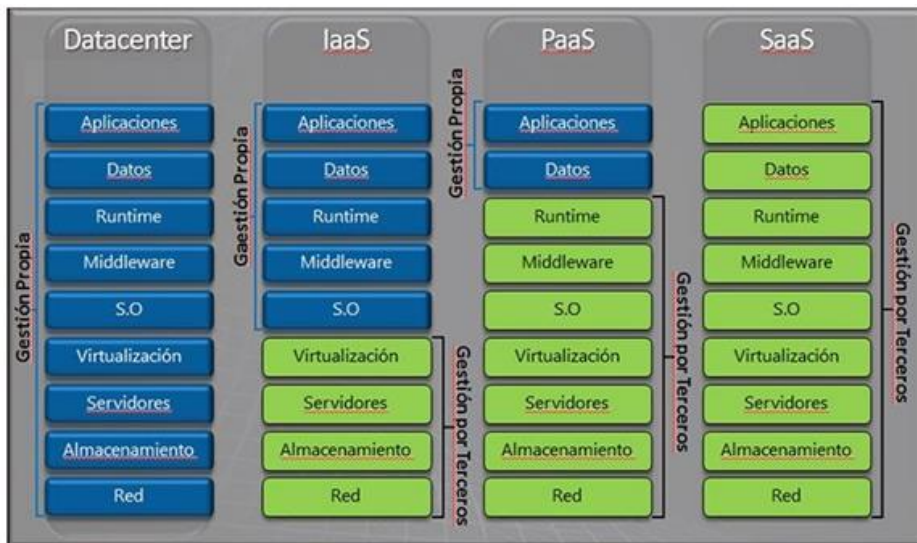 Datacenter
Gestión Propia
Aplicaciones
Datos
Runtime
Middleware
S.O
Virtualización
Servidores
Almacenamiento
Red
IaaS
Gaestión Propia
Aplicaciones
Datos
Runtime
Middleware
S.O
Virtualización
Servidores
Almacenamiento
Red
Gestión por Terceros
PaaS
Gestión Propia
Aplicaciones
Datos
Runtime
Middleware
S.O
Virtualización
Servidores
Almacenamiento
Red
Gestión por Terceros
SaaS
Aplicaciones
Datos
Runtime
Middleware
S.O
Virtualización
Servidores
Almacenamiento
Red
Gestión por Terceros